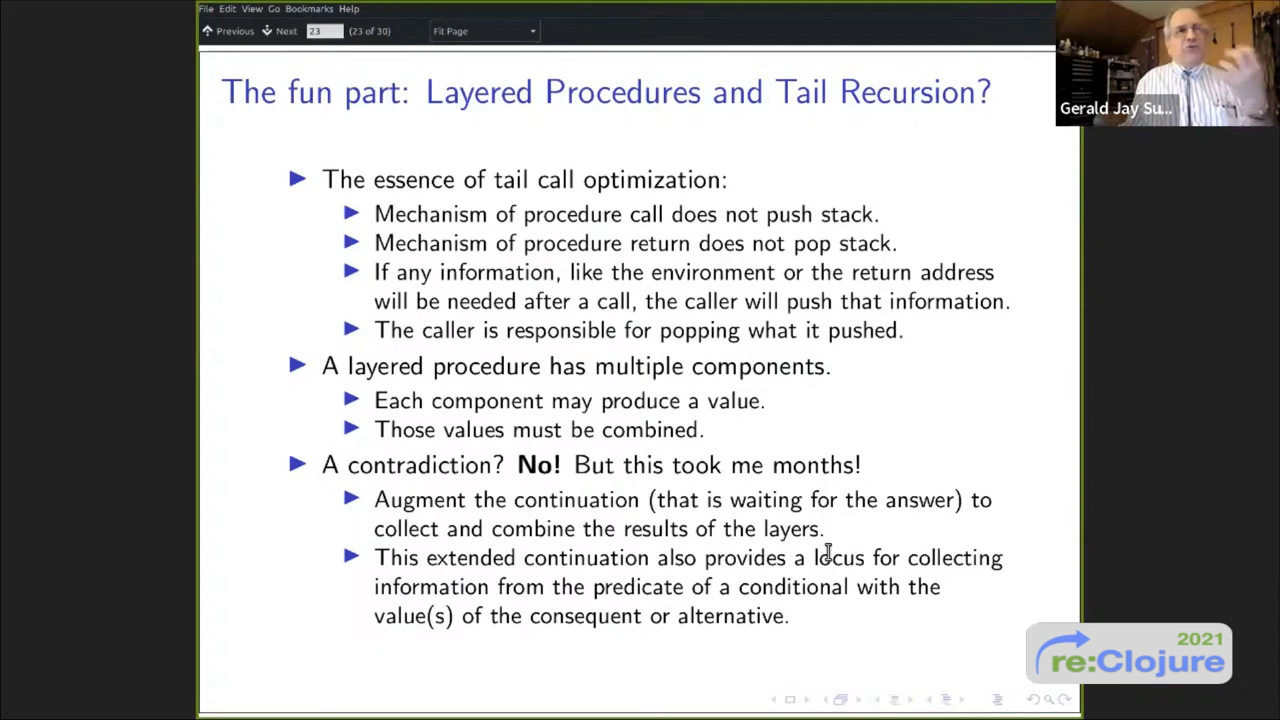 File Edit View Go Bookmarks Help
Previous Next 23 (23 of 30) Fit Page
The fun part: Layered Procedures and Tail Recursion?
Gerald Jay Su...
The essence of tail call optimization:
Mechanism of procedure call does not push stack.
Mechanism of procedure return does not pop stack.
If any information, like the environment or the return address
will be needed after a call, the caller will push that information.
The caller is responsible for popping what it pushed.
A layered procedure has multiple components.
Each component may produce a value.
Those values must be combined.
A contradiction? No! But this took me months!
Augment the continuation (that is waiting for the answer) to
collect and combine the results of the layers.
This extended continuation also provides a locus for collecting
information from the predicate of a conditional with the
value(s) of the consequent or alternative.
2021
re:Clojure